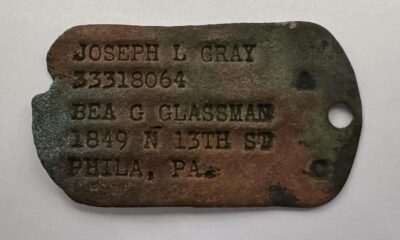 JOSEPH L GRAY
33318064 A
BEA G GLASSMAN
1849 N 13TH ST
PHILA, PA. C